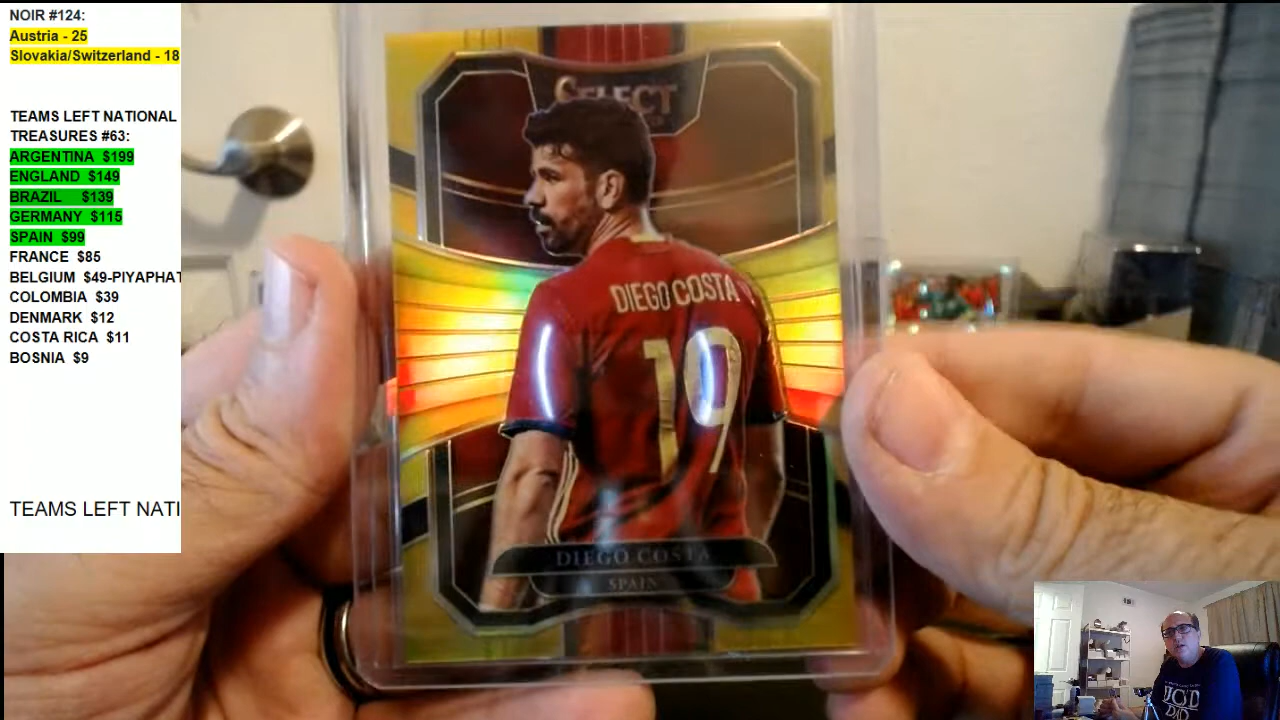 NOIR #124:
Austria - 25
Slovakia/Switzerland - 18
TEAMS LEFT NATIONAL
TREASURES #63:
ARGENTINA $199
ENGLAND $149
BRAZIL $139
GERMANY $115
SPAIN $99
FRANCE $85
BELGIUM $49-PIYAPHAT
COLOMBIA $39
DENMARK $12
COSTA RICA $11
BOSNIA $9
TEAMS LEFT NATI
SELECT
DIEGO COSTA
19
DIEGO COSTA
SPAIN